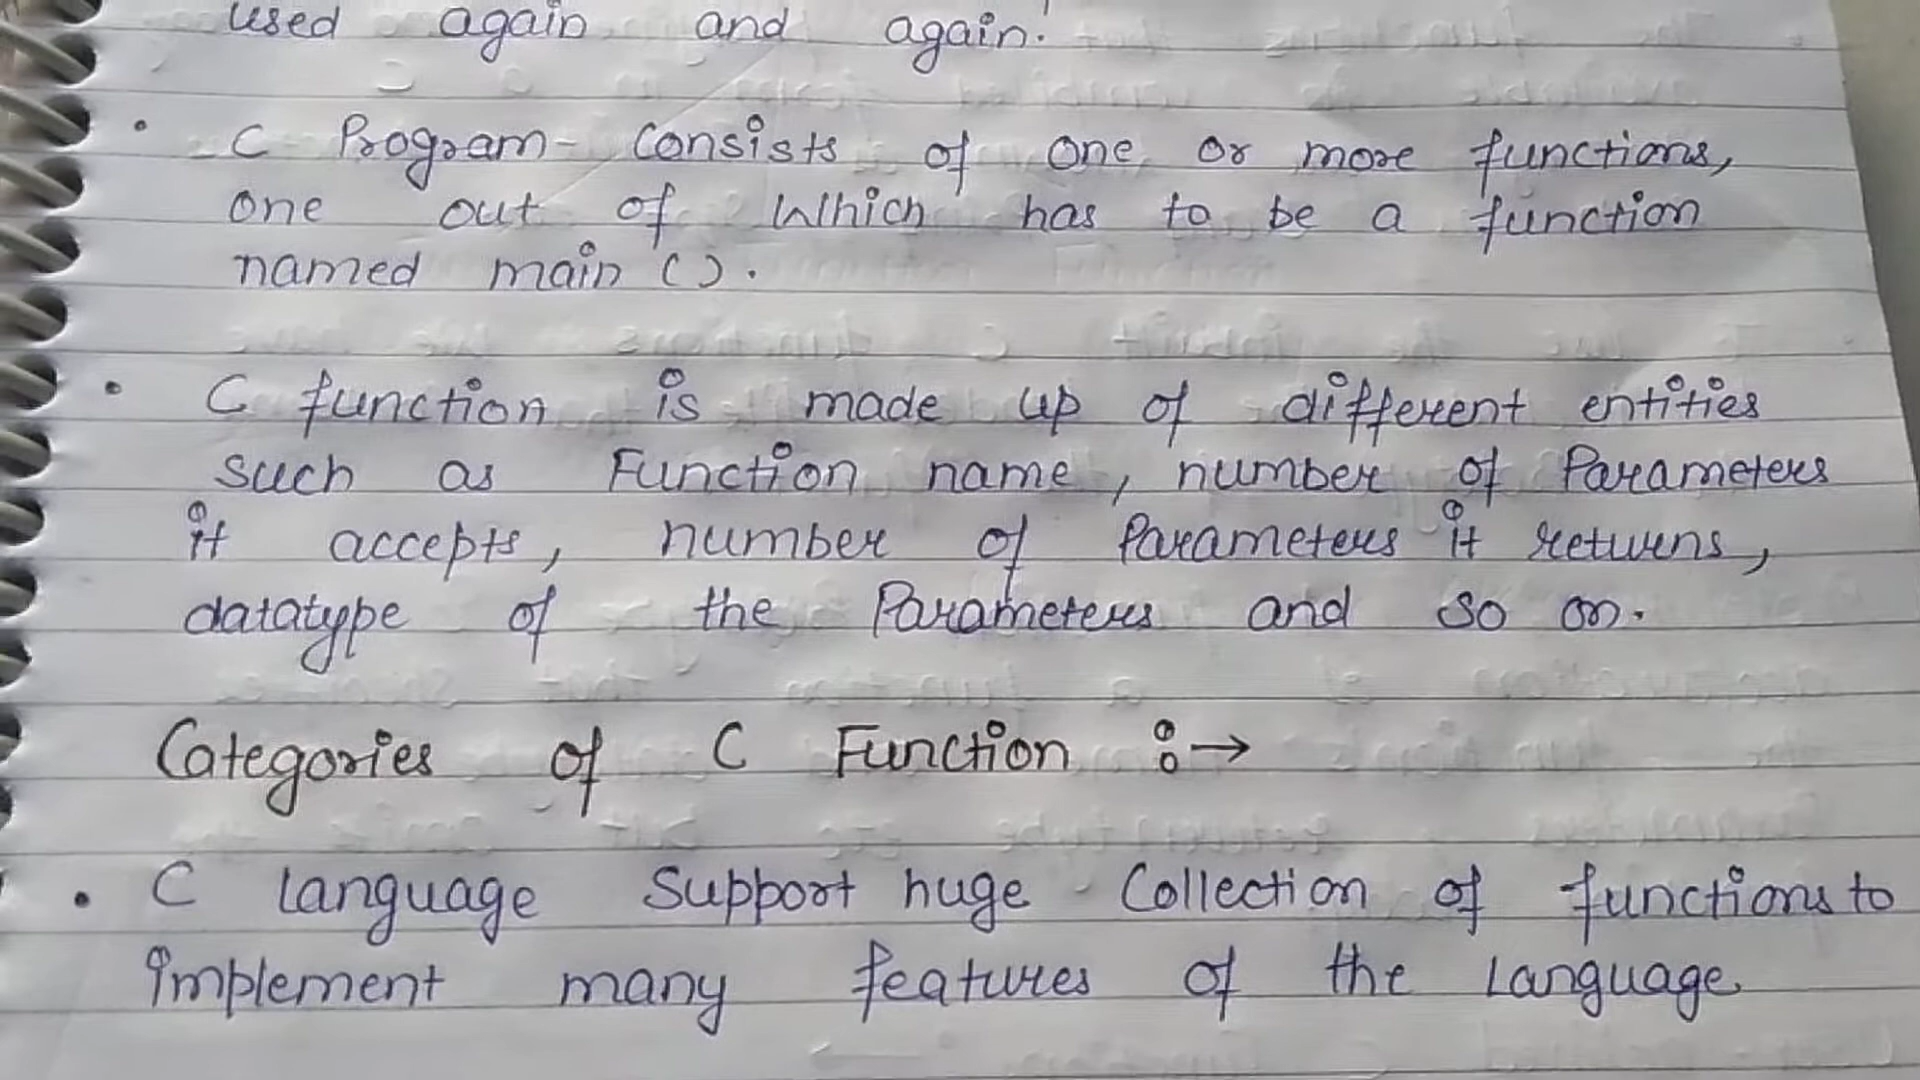 used again and again.
• C Program- Consists of one or more functions,
one out of Which has to be a function
named main ().
• C function is made up of different entities
such as Function name, number of Parameters
it accepts, number of Parameters it returns,
datatype of the Parameters and so on.
Categories of C Function :→
• C language Support huge Collection of functions to
implement many features of the Language